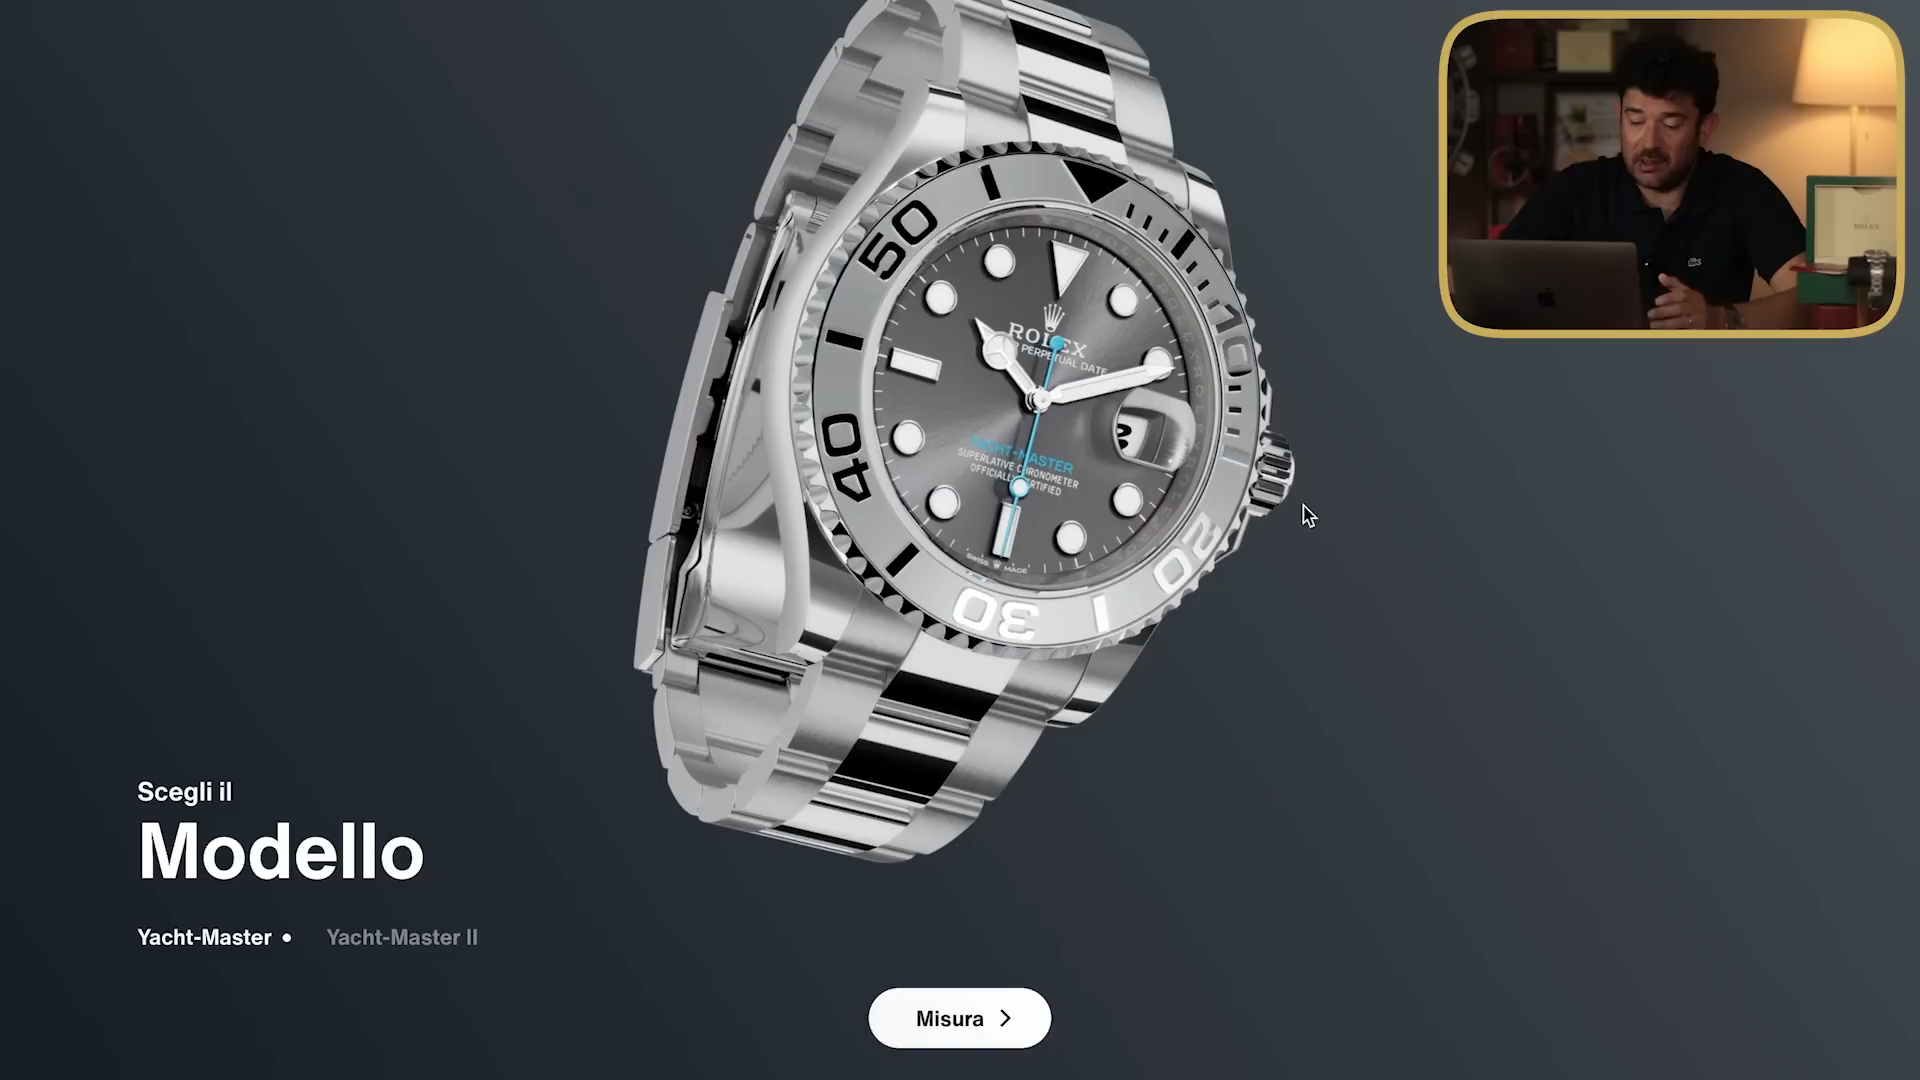 50
10
ROLEX
PERPETUAL DATE
YACHT-MASTER
SUPERLATIVE CHRONOMETER
OFFICIALLY CERTIFIED
40
20
30
SWISS MADE
ROLEX
Scegli il
Modello
Yacht-Master
Yacht-Master II
Misura